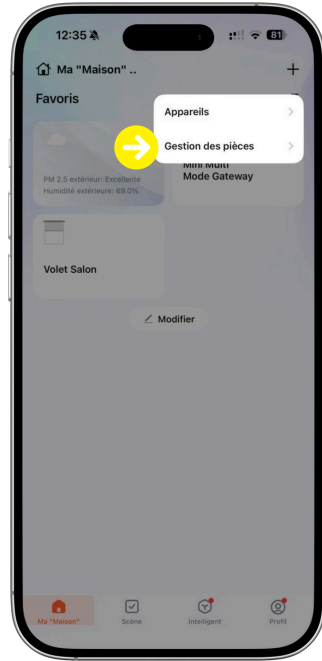 12:35
81
Ma "Maison" ..
+
Favoris
Appareils
Gestion des pièces
Mini Multi
Mode Gateway
PM 2.5 extérieur: Excellente
Humidité extérieure: 69.0%
Volet Salon
Modifier
Ma "Maison"
Scène
Intelligent
Profil